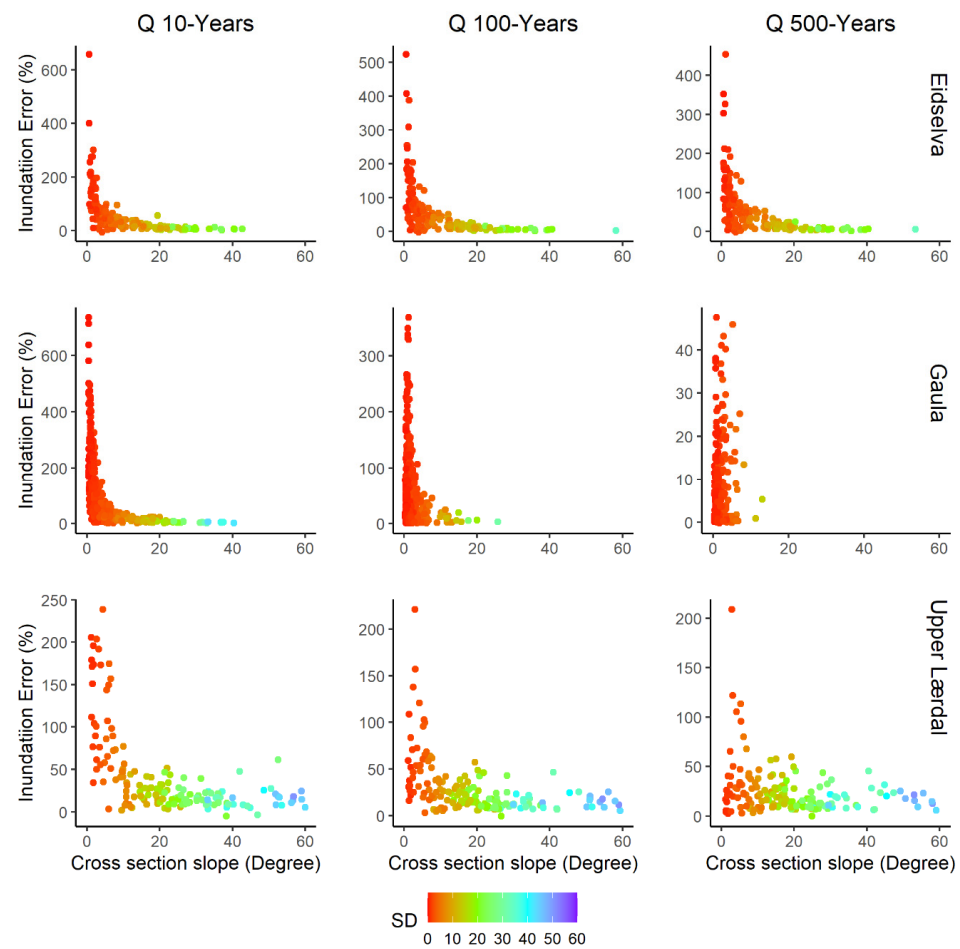 Q 10-Years Q 100-Years Q 500-Years
Inundatiion Error (%)
600
400
200
0
0 20 40 60
500
400
300
200
100
0
0 20 40 60
400
300
200
100
0
0 20 40 60
Eidselva
Inundatiion Error (%)
600
400
200
0
0 20 40 60
300
200
100
0
0 20 40 60
40
30
20
10
0
0 20 40 60
Gaula
Inundatiion Error (%)
250
200
150
100
50
0
0 20 40 60
200
150
100
50
0
0 20 40 60
200
150
100
50
0
0 20 40 60
Upper Lærdal
Cross section slope (Degree) Cross section slope (Degree) Cross section slope (Degree)
SD
0 10 20 30 40 50 60